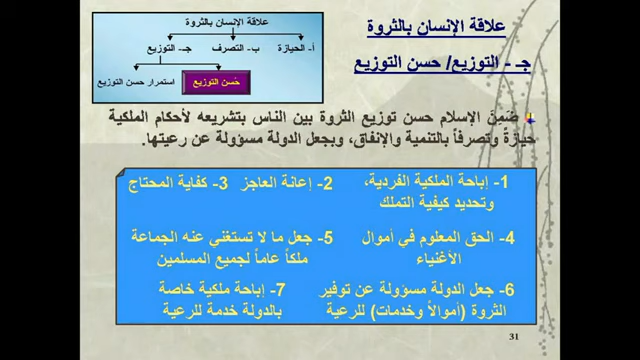 علاقة الإنسان بالثروة
جـ - التوزيع/ حسن التوزيع
علاقة الإنسان بالثروة
أ- الحيازة
ب- التصرف
جـ- التوزيع
حُسن التوزيع
استمرار حسن التوزيع
ضَمِنَ الإسلام حسن توزيع الثروة بين الناس بتشريعه لأحكام الملكية
حيازةً وتصرفاً بالتنمية والإنفاق، وبجعل الدولة مسؤولة عن رعيتها.
1- إباحة الملكية الفردية، وتحديد كيفية التملك
2- إعانة العاجز
3- كفاية المحتاج
4- الحق المعلوم في أموال الأغنياء
5- جعل ما لا تستغني عنه الجماعة ملكاً عاماً لجميع المسلمين
6- جعل الدولة مسؤولة عن توفير الثروة (أموالاً وخدمات) للرعية
7- إباحة ملكية خاصة بالدولة خدمة للرعية
31